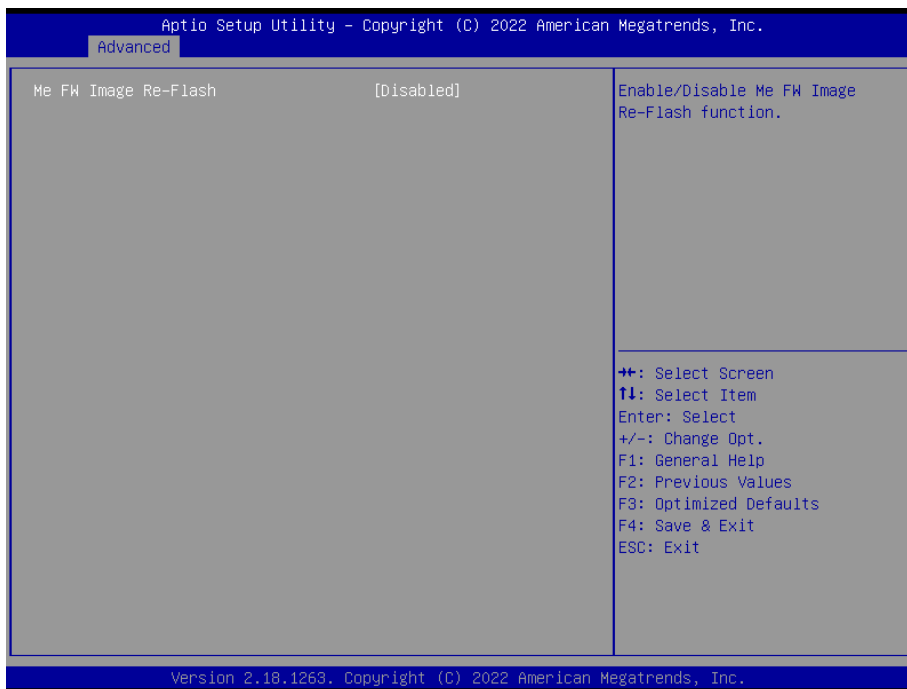 Aptio Setup Utility – Copyright (C) 2022 American Megatrends, Inc.
Advanced
Me FW Image Re-Flash [Disabled]
Enable/Disable Me FW Image
Re-Flash function.
→←: Select Screen
↑↓: Select Item
Enter: Select
+/-: Change Opt.
F1: General Help
F2: Previous Values
F3: Optimized Defaults
F4: Save & Exit
ESC: Exit
Version 2.18.1263. Copyright (C) 2022 American Megatrends, Inc.